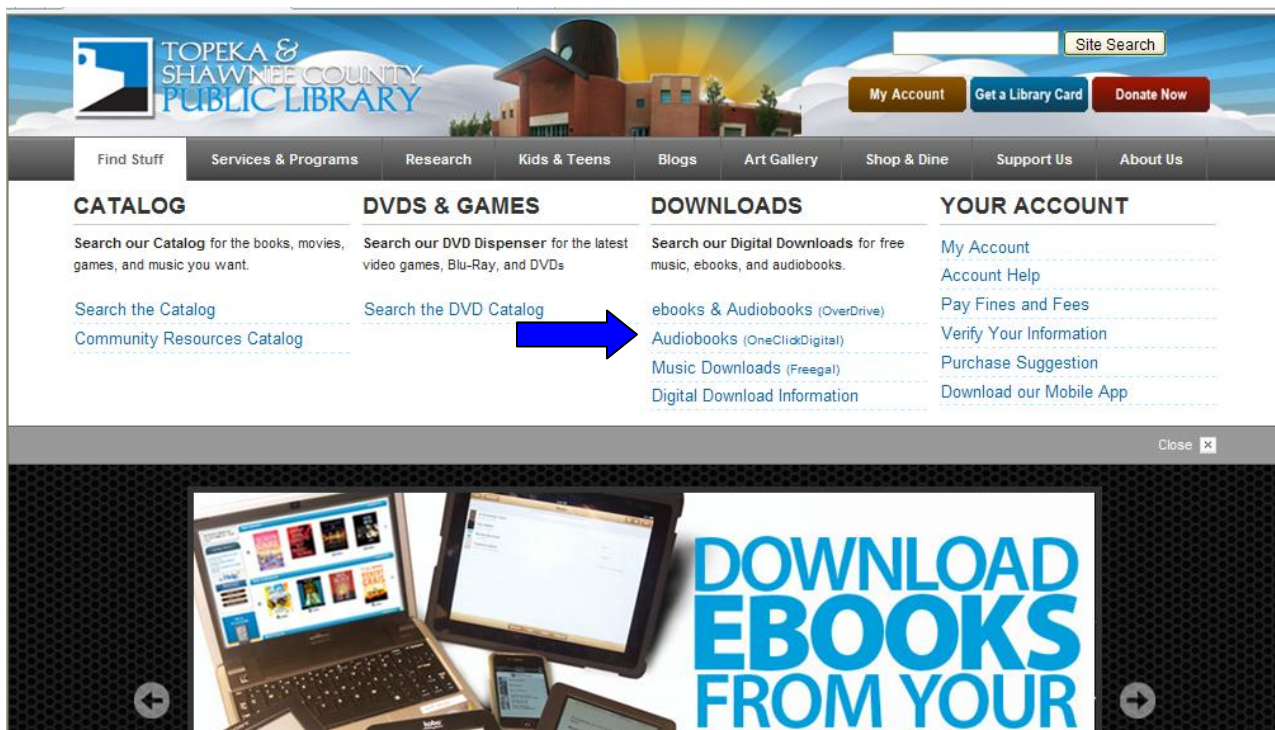 TOPEKA &
SHAWNEE COUNTY
PUBLIC LIBRARY
Site Search
My Account
Get a Library Card
Donate Now
Find Stuff
Services & Programs
Research
Kids & Teens
Blogs
Art Gallery
Shop & Dine
Support Us
About Us
CATALOG
Search our Catalog for the books, movies,
games, and music you want.
Search the Catalog
Community Resources Catalog
DVDS & GAMES
Search our DVD Dispenser for the latest
video games, Blu-Ray, and DVDs
Search the DVD Catalog
DOWNLOADS
Search our Digital Downloads for free
music, ebooks, and audiobooks.
ebooks & Audiobooks (OverDrive)
Audiobooks (OneClickDigital)
Music Downloads (Freegal)
Digital Download Information
YOUR ACCOUNT
My Account
Account Help
Pay Fines and Fees
Verify Your Information
Purchase Suggestion
Download our Mobile App
Close
DOWNLOAD
EBOOKS
FROM YOUR
kobo